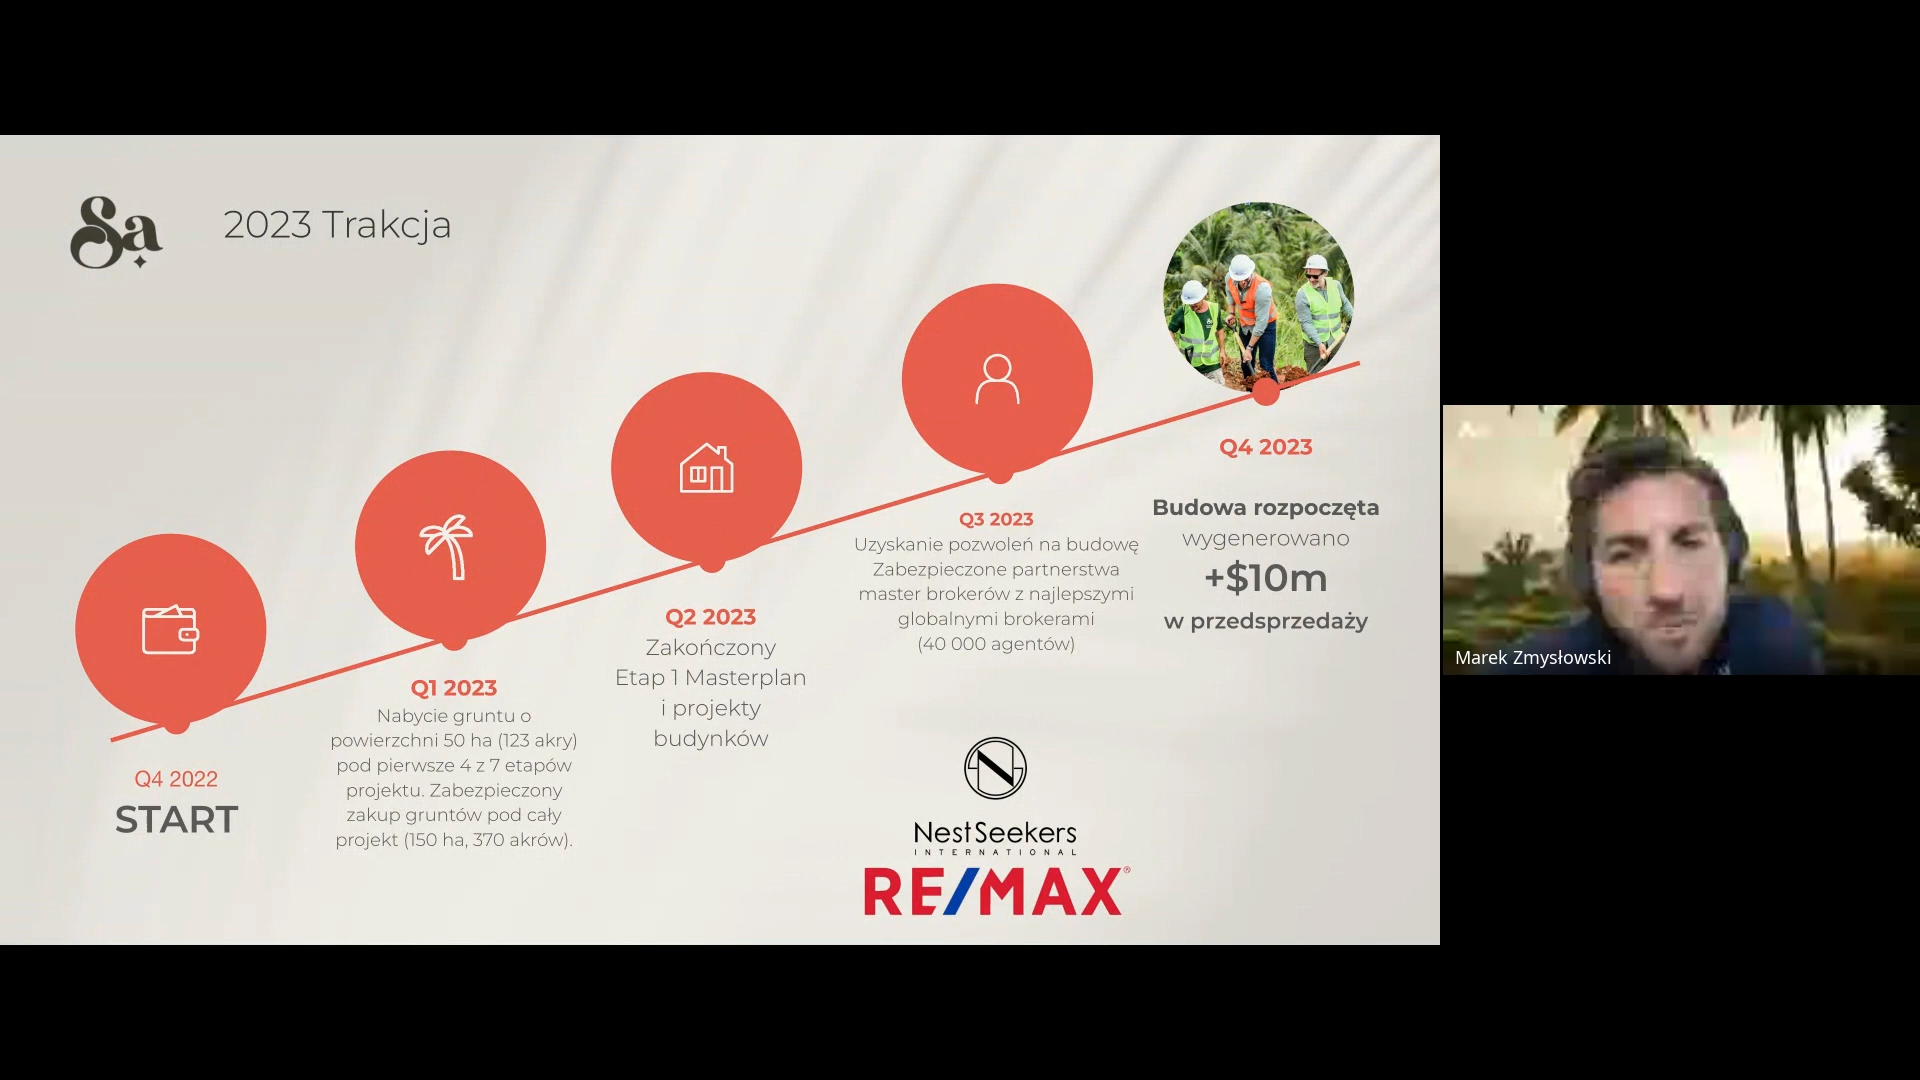 8a
2023 Trakcja
Q4 2022
START
Q1 2023
Nabycie gruntu o
powierzchni 50 ha (123 akry)
pod pierwsze 4 z 7 etapów
projektu. Zabezpieczony
zakup gruntów pod cały
projekt (150 ha, 370 akrów).
Q2 2023
Zakończony
Etap 1 Masterplan
i projekty
budynków
Q3 2023
Uzyskanie pozwoleń na budowę
Zabezpieczone partnerstwa
master brokerów z najlepszymi
globalnymi brokerami
(40 000 agentów)
N
NestSeekers
INTERNATIONAL
RE/MAX®
Q4 2023
Budowa rozpoczęta
wygenerowano
+$10m
w przedsprzedaży
Marek Zmysłowski